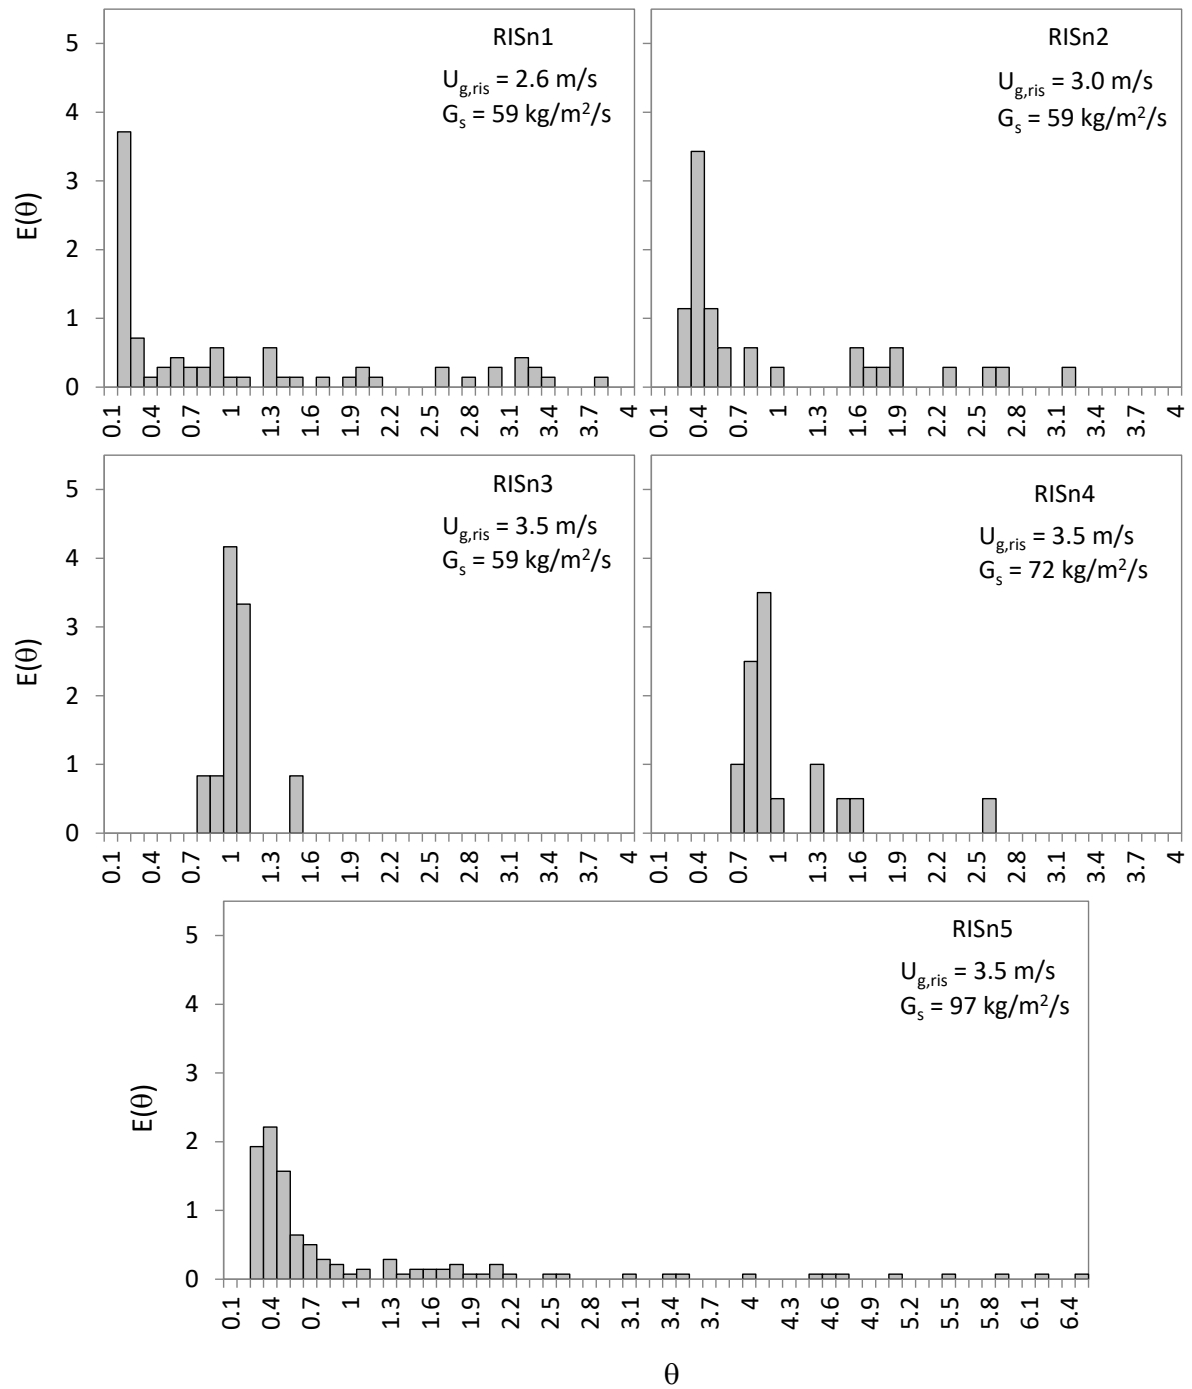 RISn1
U_g,ris = 2.6 m/s
G_s = 59 kg/m²/s
5
4
3
2
1
0
E(θ)
0.1 0.4 0.7 1 1.3 1.6 1.9 2.2 2.5 2.8 3.1 3.4 3.7 4
RISn2
U_g,ris = 3.0 m/s
G_s = 59 kg/m²/s
0.1 0.4 0.7 1 1.3 1.6 1.9 2.2 2.5 2.8 3.1 3.4 3.7 4
RISn3
U_g,ris = 3.5 m/s
G_s = 59 kg/m²/s
5
4
3
2
1
0
E(θ)
0.1 0.4 0.7 1 1.3 1.6 1.9 2.2 2.5 2.8 3.1 3.4 3.7 4
RISn4
U_g,ris = 3.5 m/s
G_s = 72 kg/m²/s
0.1 0.4 0.7 1 1.3 1.6 1.9 2.2 2.5 2.8 3.1 3.4 3.7 4
RISn5
U_g,ris = 3.5 m/s
G_s = 97 kg/m²/s
5
4
3
2
1
0
E(θ)
0.1 0.4 0.7 1 1.3 1.6 1.9 2.2 2.5 2.8 3.1 3.4 3.7 4 4.3 4.6 4.9 5.2 5.5 5.8 6.1 6.4
θ